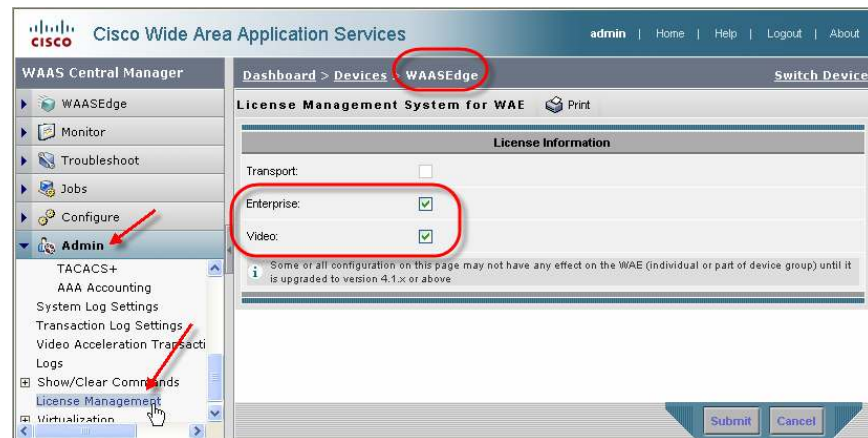 CISCO
Cisco Wide Area Application Services
admin | Home | Help | Logout | About
WAAS Central Manager
WAASEdge
Monitor
Troubleshoot
Jobs
Configure
Admin
TACACS+
AAA Accounting
System Log Settings
Transaction Log Settings
Video Acceleration Transacti
Logs
Show/Clear Commands
License Management
Virtualization
Dashboard > Devices > WAASEdge
Switch Device
License Management System for WAE
Print
License Information
Transport:
Enterprise:
Video:
Some or all configuration on this page may not have any effect on the WAE (individual or part of device group) until it
is upgraded to version 4.1.x or above
Submit
Cancel